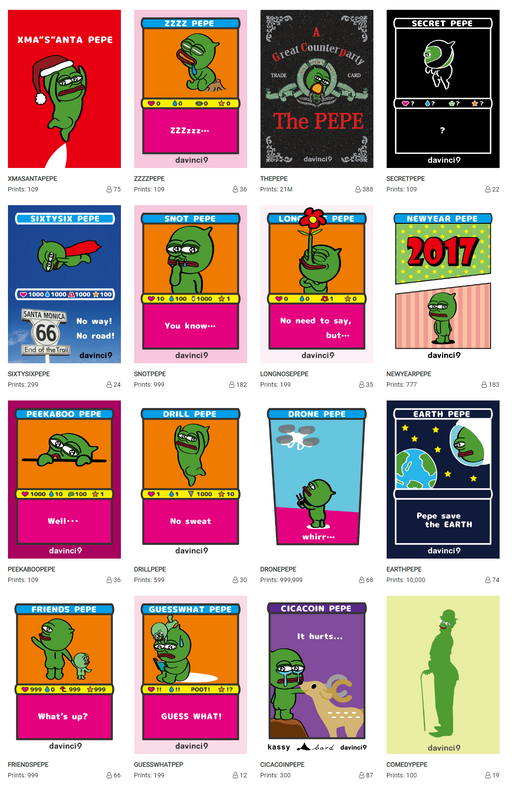 XMA"S"ANTA PEPE
XMASANTAPEPE
Prints: 109
75
ZZZZ PEPE
0 0 0 0
ZZZzzz...
davinci9
ZZZZPEPE
Prints: 109
36
A
Great Counterparty
TRADE CARD
The PEPE
davinci9
THEPEPE
Prints: 21M
388
SECRET PEPE
? ? ? ?
?
davinci9
SECRETPEPE
Prints: 109
22
SIXTYSIX PEPE
1000 1000 1000 100
SANTA MONICA
66
End of the Trail
No way!
No road!
davinci9
SIXTYSIXPEPE
Prints: 299
24
SNOT PEPE
10 100 1000 1
You know...
davinci9
SNOTPEPE
Prints: 999
182
LON PEPE
0 0 1 0
No need to say,
but...
davinci9
LONGNOSEPEPE
Prints: 199
35
NEWYEAR PEPE
2017
davinci9
NEWYEARPEPE
Prints: 777
183
PEEKABOO PEPE
1000 10 100 1
Well...
davinci9
PEEKABOOPEPE
Prints: 109
36
DRILL PEPE
1 1 1000 10
No sweat
davinci9
DRILLPEPE
Prints: 599
30
DRONE PEPE
whirr...
davinci9
DRONEPEPE
Prints: 999,999
68
EARTH PEPE
Pepe save
the EARTH
davinci9
EARTHPEPE
Prints: 10,000
74
FRIENDS PEPE
999 0 999 999
What's up?
davinci9
FRIENDSPEPE
Prints: 999
66
GUESSWHAT PEPE
!! !! POOT! !?
GUESS WHAT!
davinci9
GUESSWHATPEP
Prints: 199
12
CICACOIN PEPE
It hurts...
kassy bard davinci9
CICACOINPEPE
Prints: 300
87
davinci9
COMEDYPEPE
Prints: 100
19